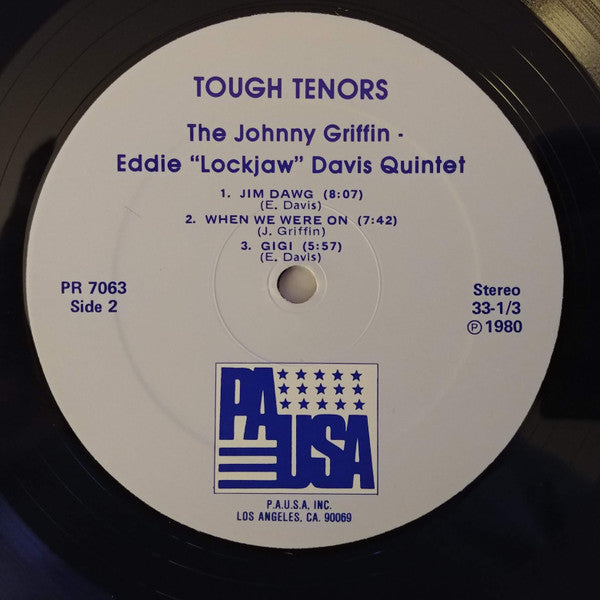 TOUGH TENORS
The Johnny Griffin -
Eddie "Lockjaw" Davis Quintet
1. JIM DAWG (8:07)
(E. Davis)
2. WHEN WE WERE ON (7:42)
(J. Griffin)
3. GIGI (5:57)
(E. Davis)
PR 7063
Side 2
Stereo
33-1/3
℗ 1980
PAUSA
P.A.U.S.A., INC.
LOS ANGELES, CA. 90069